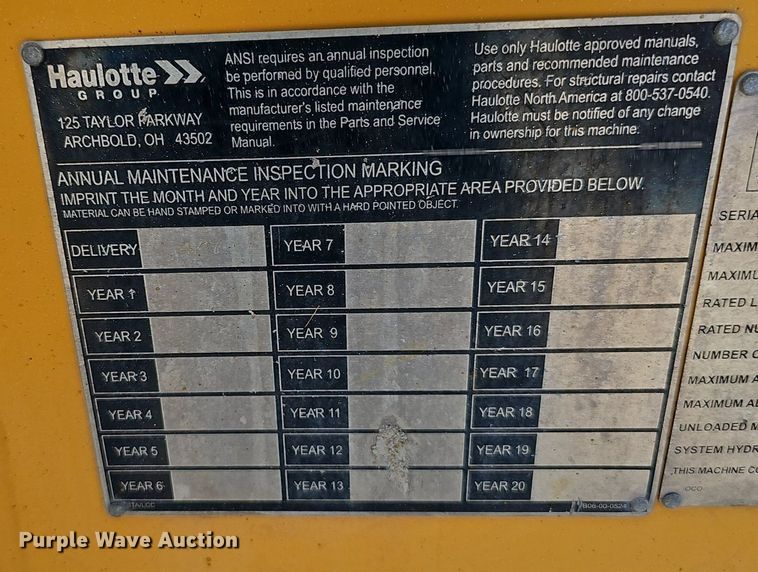 Haulotte
GROUP
125 TAYLOR PARKWAY
ARCHBOLD, OH 43502
ANSI requires an annual inspection
be performed by qualified personnel.
This is in accordance with the
manufacturer's listed maintenance
requirements in the Parts and Service
Manual.
Use only Haulotte approved manuals,
parts and recommended maintenance
procedures. For structural repairs contact
Haulotte North America at 800-537-0540.
Haulotte must be notified of any change
in ownership for this machine.
ANNUAL MAINTENANCE INSPECTION MARKING
IMPRINT THE MONTH AND YEAR INTO THE APPROPRIATE AREA PROVIDED BELOW.
MATERIAL CAN BE HAND STAMPED OR MARKED INTO WITH A HARD POINTED OBJECT.
DELIVERY
YEAR 1
YEAR 2
YEAR 3
YEAR 4
YEAR 5
YEAR 6
YEAR 7
YEAR 8
YEAR 9
YEAR 10
YEAR 11
YEAR 12
YEAR 13
YEAR 14
YEAR 15
YEAR 16
YEAR 17
YEAR 18
YEAR 19
YEAR 20
B06-00-0524
SERIA
MAXIM
MAXIMU
RATED L
RATED NU
NUMBER O
MAXIMUM A
MAXIMUM AL
UNLOADED M
SYSTEM HYDR
THIS MACHINE CO
OCO
Purple Wave Auction